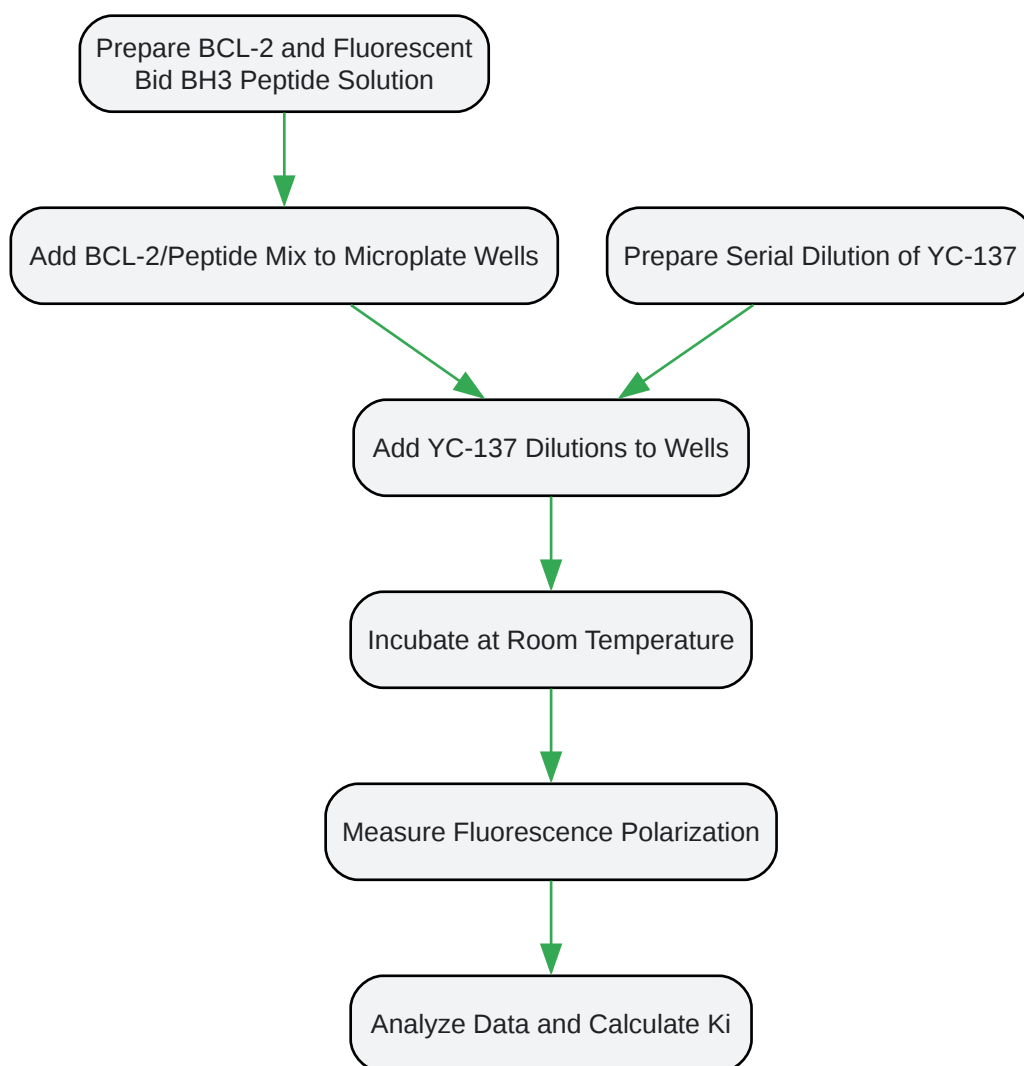 Prepare BCL-2 and Fluorescent
Bid BH3 Peptide Solution
Add BCL-2/Peptide Mix to Microplate Wells
Prepare Serial Dilution of YC-137
Add YC-137 Dilutions to Wells
Incubate at Room Temperature
Measure Fluorescence Polarization
Analyze Data and Calculate Ki